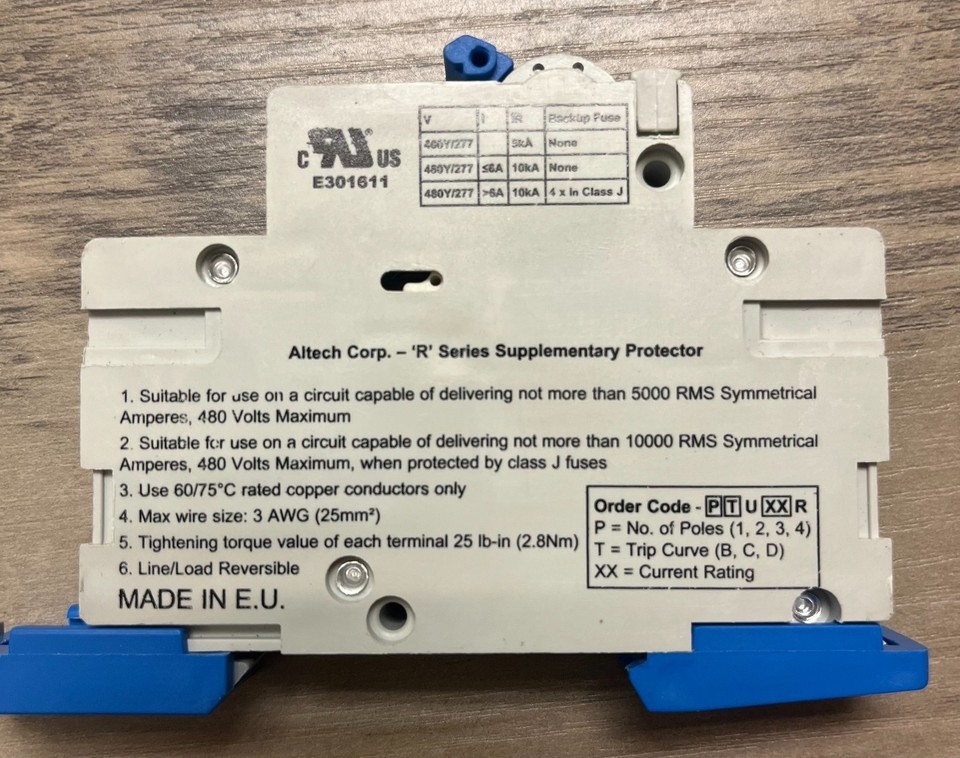 C RU ® US
E301611
V I IR Backup Fuse
480Y/277 5kA None
480Y/277 ≤6A 10kA None
480Y/277 >6A 10kA 4 x In Class J
Altech Corp. – 'R' Series Supplementary Protector
1. Suitable for use on a circuit capable of delivering not more than 5000 RMS Symmetrical
Amperes, 480 Volts Maximum
2. Suitable for use on a circuit capable of delivering not more than 10000 RMS Symmetrical
Amperes, 480 Volts Maximum, when protected by class J fuses
3. Use 60/75°C rated copper conductors only
4. Max wire size: 3 AWG (25mm²)
5. Tightening torque value of each terminal 25 lb-in (2.8Nm)
6. Line/Load Reversible
MADE IN E.U.
Order Code - P T U XX R
P = No. of Poles (1, 2, 3, 4)
T = Trip Curve (B, C, D)
XX = Current Rating